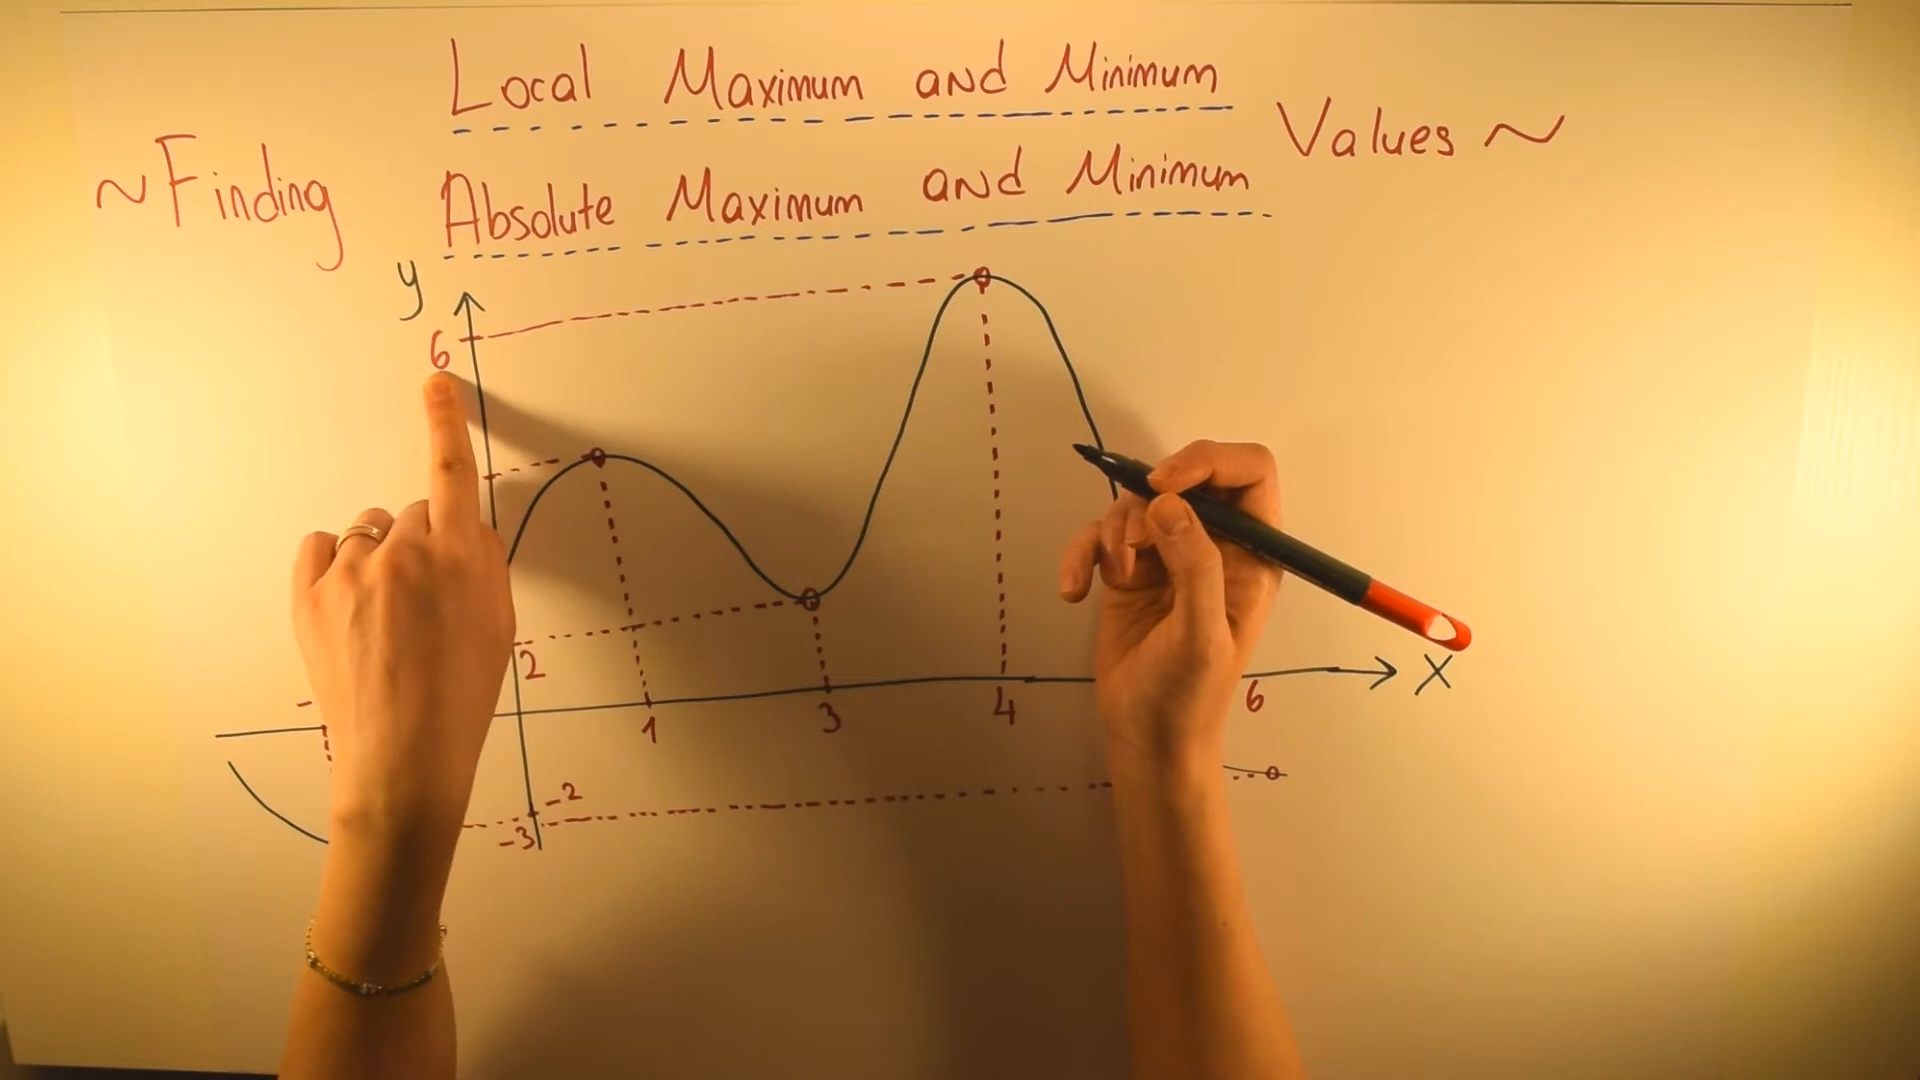 Local Maximum and Minimum
~Finding Values ~
Absolute Maximum and Minimum
y
6
2
1
3
4
6
X
-2
-3